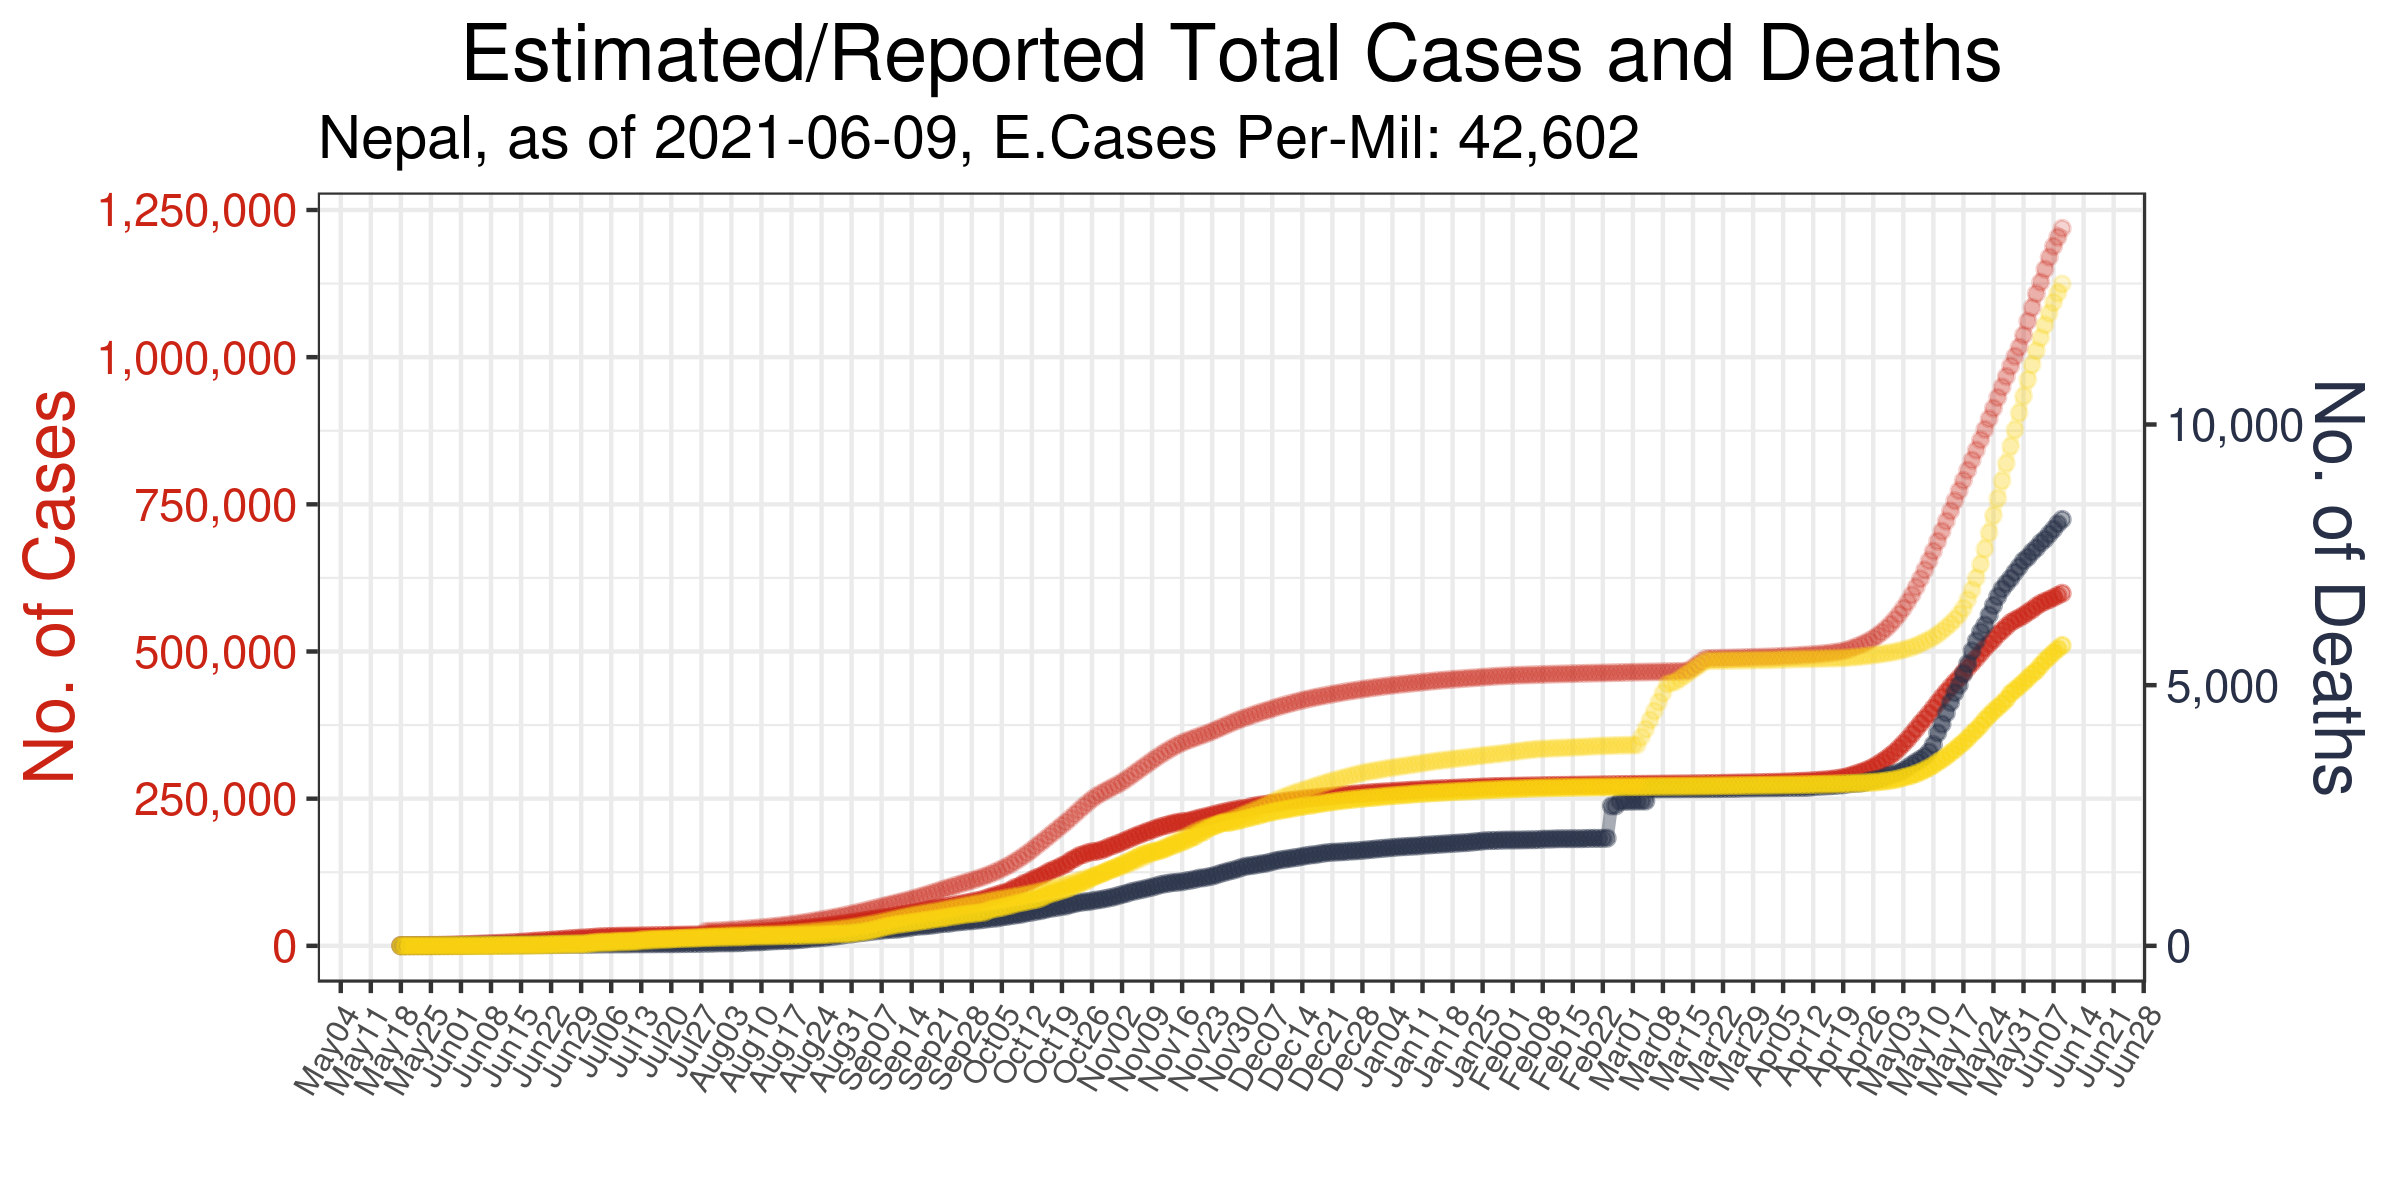 Estimated/Reported Total Cases and Deaths
Nepal, as of 2021-06-09, E.Cases Per-Mil: 42,602
No. of Cases
1,250,000
1,000,000
750,000
500,000
250,000
0
No. of Deaths
10,000
5,000
0
May04
May11
May18
May25
Jun01
Jun08
Jun15
Jun22
Jun29
Jul06
Jul13
Jul20
Jul27
Aug03
Aug10
Aug17
Aug24
Aug31
Sep07
Sep14
Sep21
Sep28
Oct05
Oct12
Oct19
Oct26
Nov02
Nov09
Nov16
Nov23
Nov30
Dec07
Dec14
Dec21
Dec28
Jan04
Jan11
Jan18
Jan25
Feb01
Feb08
Feb15
Feb22
Mar01
Mar08
Mar15
Mar22
Mar29
Apr05
Apr12
Apr19
Apr26
May03
May10
May17
May24
May31
Jun07
Jun14
Jun21
Jun28